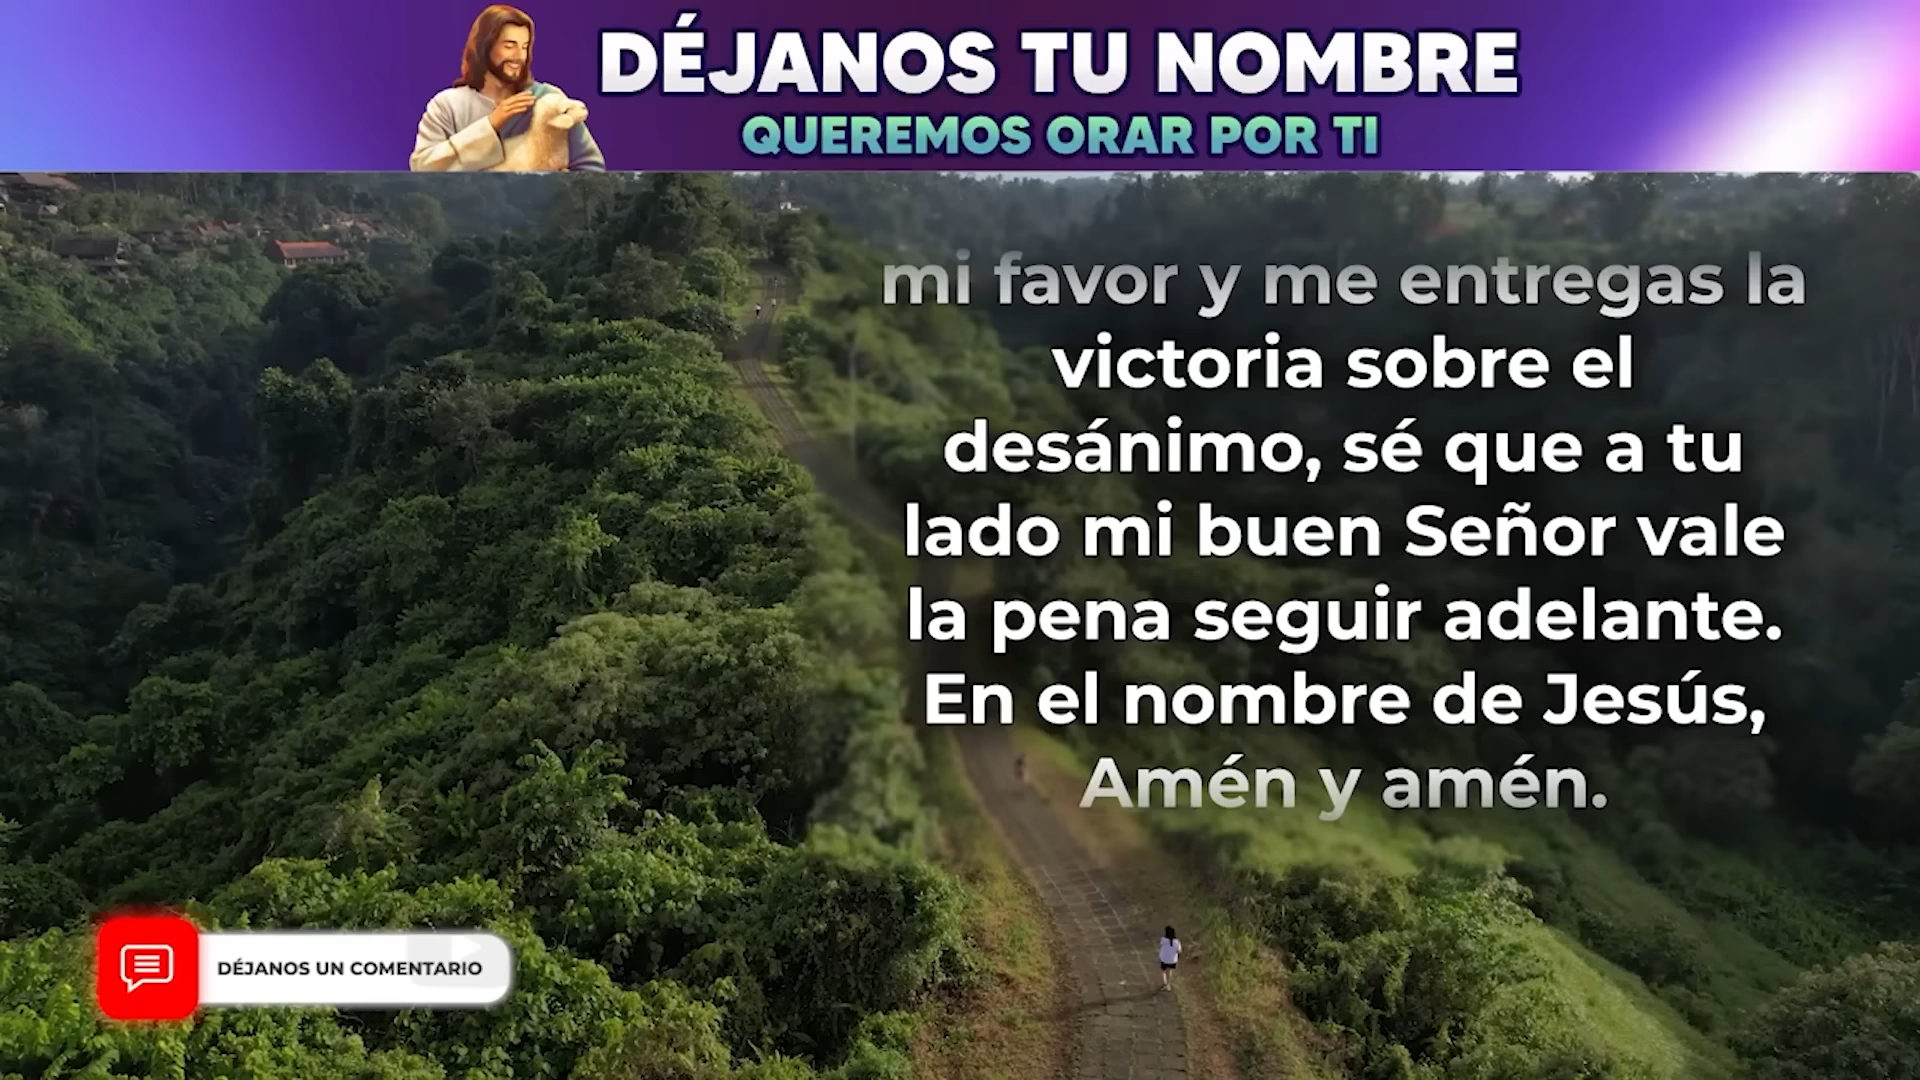 DÉJANOS TU NOMBRE
QUEREMOS ORAR POR TI
mi favor y me entregas la
victoria sobre el
desánimo, sé que a tu
lado mi buen Señor vale
la pena seguir adelante.
En el nombre de Jesús,
Amén y amén.
DÉJANOS UN COMENTARIO